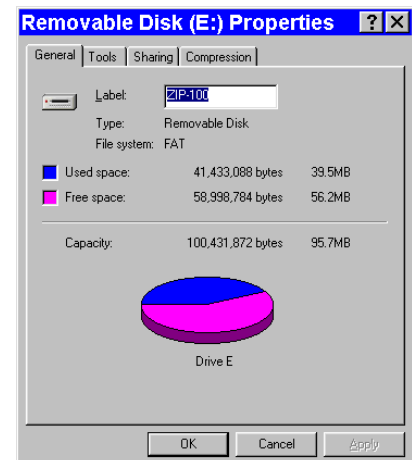 Removable Disk (E:) Properties
General Tools Sharing Compression
Label: ZIP-100
Type: Removable Disk
File system: FAT
Used space: 41,433,088 bytes 39.5MB
Free space: 58,998,784 bytes 56.2MB
Capacity: 100,431,872 bytes 95.7MB
Drive E
OK Cancel Apply